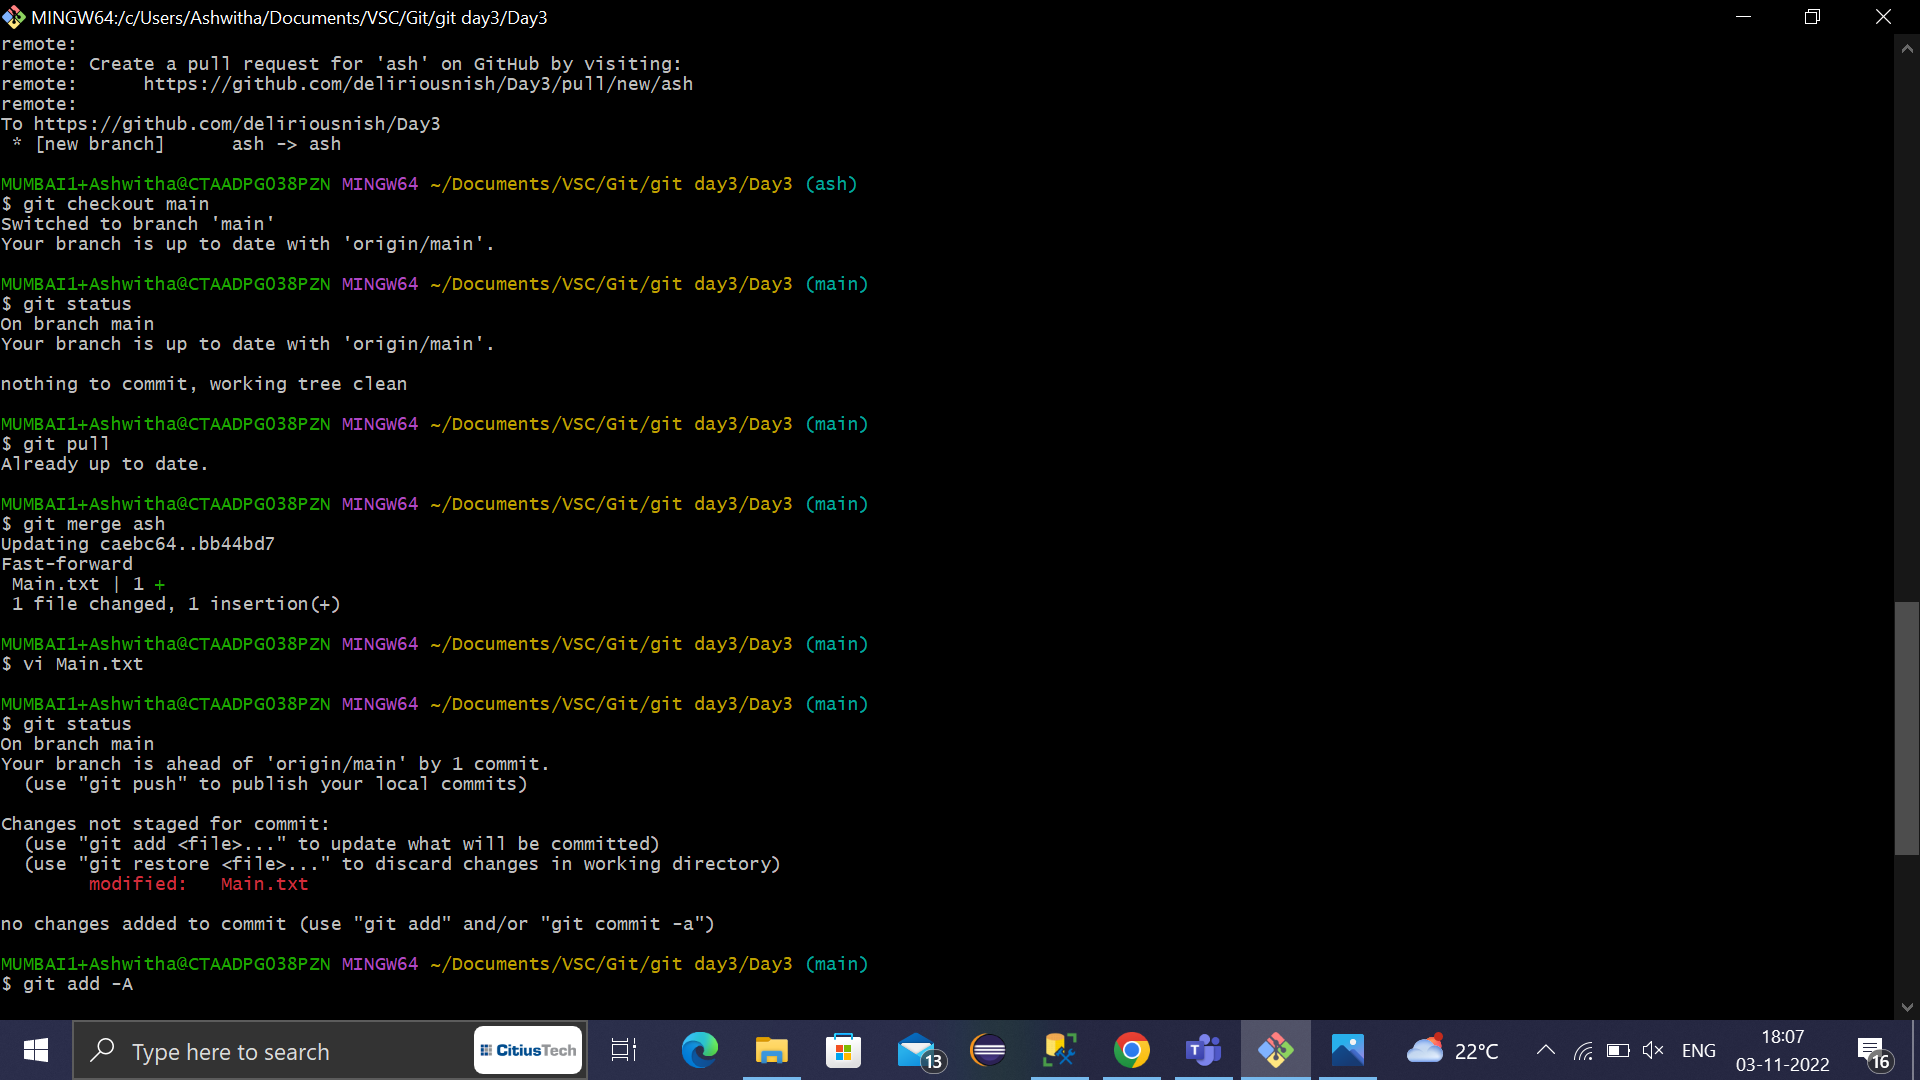 MINGW64:/c/Users/Ashwitha/Documents/VSC/Git/git day3/Day3
remote:
remote: Create a pull request for 'ash' on GitHub by visiting:
remote:      https://github.com/deliriousnish/Day3/pull/new/ash
remote:
To https://github.com/deliriousnish/Day3
 * [new branch]      ash -> ash
MUMBAI1+Ashwitha@CTAADPG038PZN MINGW64 ~/Documents/VSC/Git/git day3/Day3 (ash)
$ git checkout main
Switched to branch 'main'
Your branch is up to date with 'origin/main'.
MUMBAI1+Ashwitha@CTAADPG038PZN MINGW64 ~/Documents/VSC/Git/git day3/Day3 (main)
$ git status
On branch main
Your branch is up to date with 'origin/main'.
nothing to commit, working tree clean
MUMBAI1+Ashwitha@CTAADPG038PZN MINGW64 ~/Documents/VSC/Git/git day3/Day3 (main)
$ git pull
Already up to date.
MUMBAI1+Ashwitha@CTAADPG038PZN MINGW64 ~/Documents/VSC/Git/git day3/Day3 (main)
$ git merge ash
Updating caebc64..bb44bd7
Fast-forward
 Main.txt | 1 +
 1 file changed, 1 insertion(+)
MUMBAI1+Ashwitha@CTAADPG038PZN MINGW64 ~/Documents/VSC/Git/git day3/Day3 (main)
$ vi Main.txt
MUMBAI1+Ashwitha@CTAADPG038PZN MINGW64 ~/Documents/VSC/Git/git day3/Day3 (main)
$ git status
On branch main
Your branch is ahead of 'origin/main' by 1 commit.
  (use "git push" to publish your local commits)
Changes not staged for commit:
  (use "git add <file>..." to update what will be committed)
  (use "git restore <file>..." to discard changes in working directory)
        modified:   Main.txt
no changes added to commit (use "git add" and/or "git commit -a")
MUMBAI1+Ashwitha@CTAADPG038PZN MINGW64 ~/Documents/VSC/Git/git day3/Day3 (main)
$ git add -A
Type here to search
CitiusTech
13
22°C
ENG
18:07
03-11-2022
16